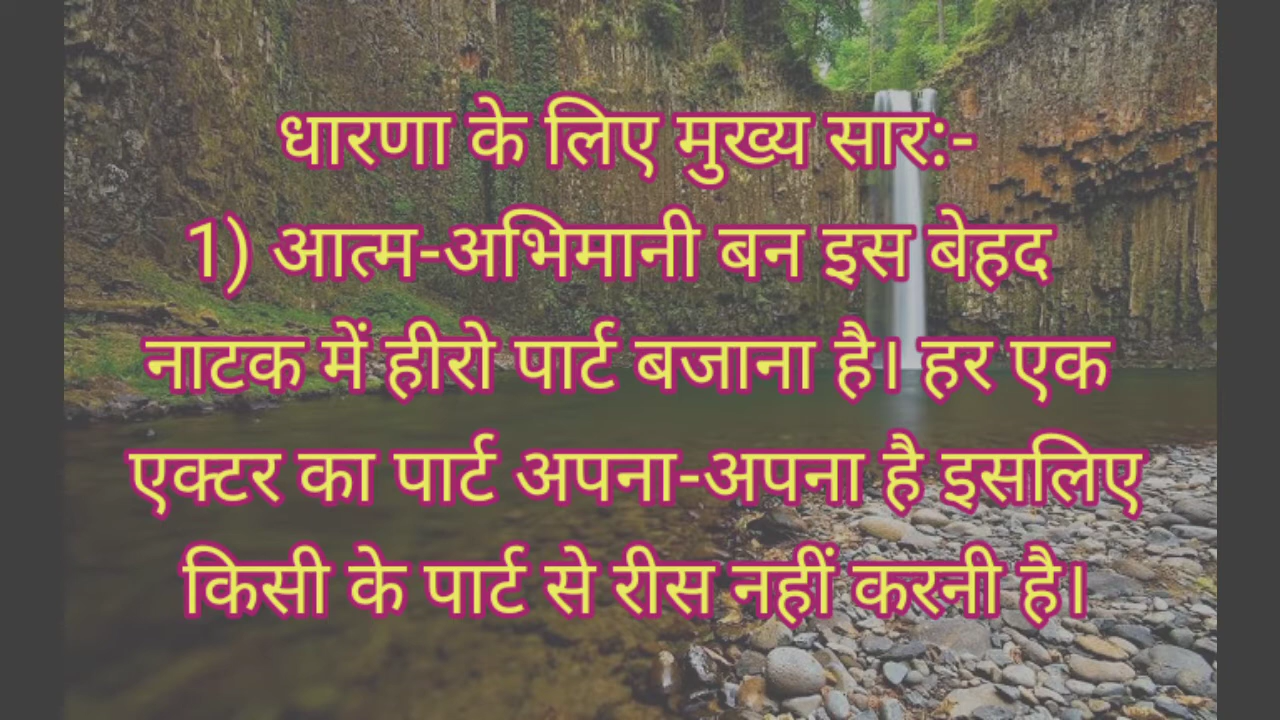 धारणा के लिए मुख्य सार:-
1) आत्म-अभिमानी बन इस बेहद
नाटक में हीरो पार्ट बजाना है। हर एक
एक्टर का पार्ट अपना-अपना है इसलिए
किसी के पार्ट से रीस नहीं करनी है।